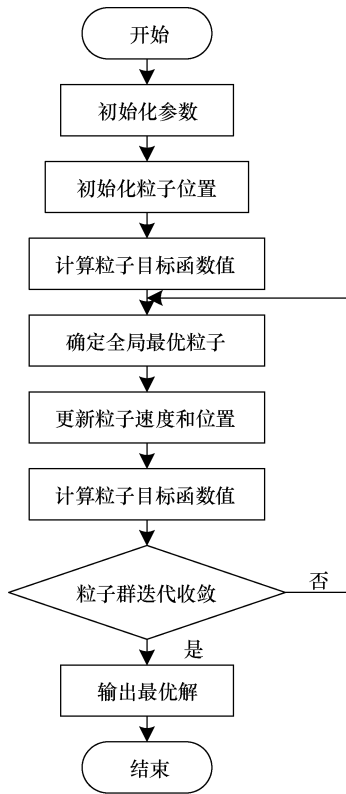 开始
初始化参数
初始化粒子位置
计算粒子目标函数值
确定全局最优粒子
更新粒子速度和位置
计算粒子目标函数值
粒子群迭代收敛
否
是
输出最优解
结束